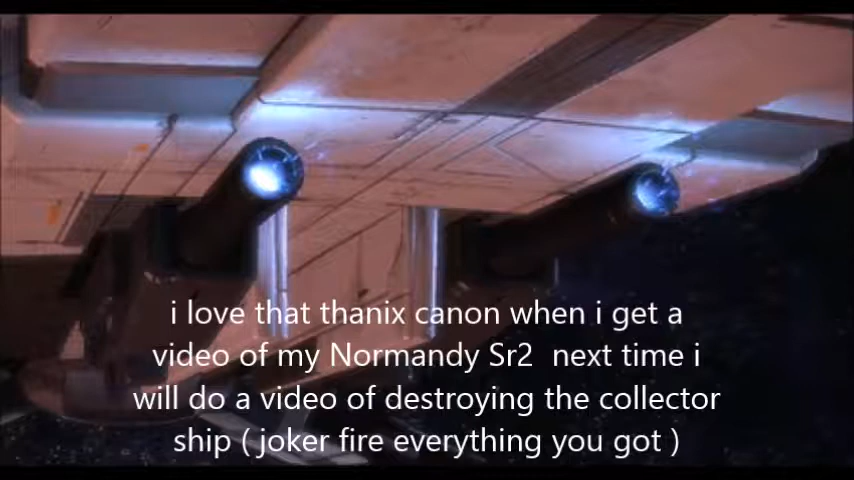 i love that thanix canon when i get a
video of my Normandy Sr2  next time i
will do a video of destroying the collector
ship ( joker fire everything you got )